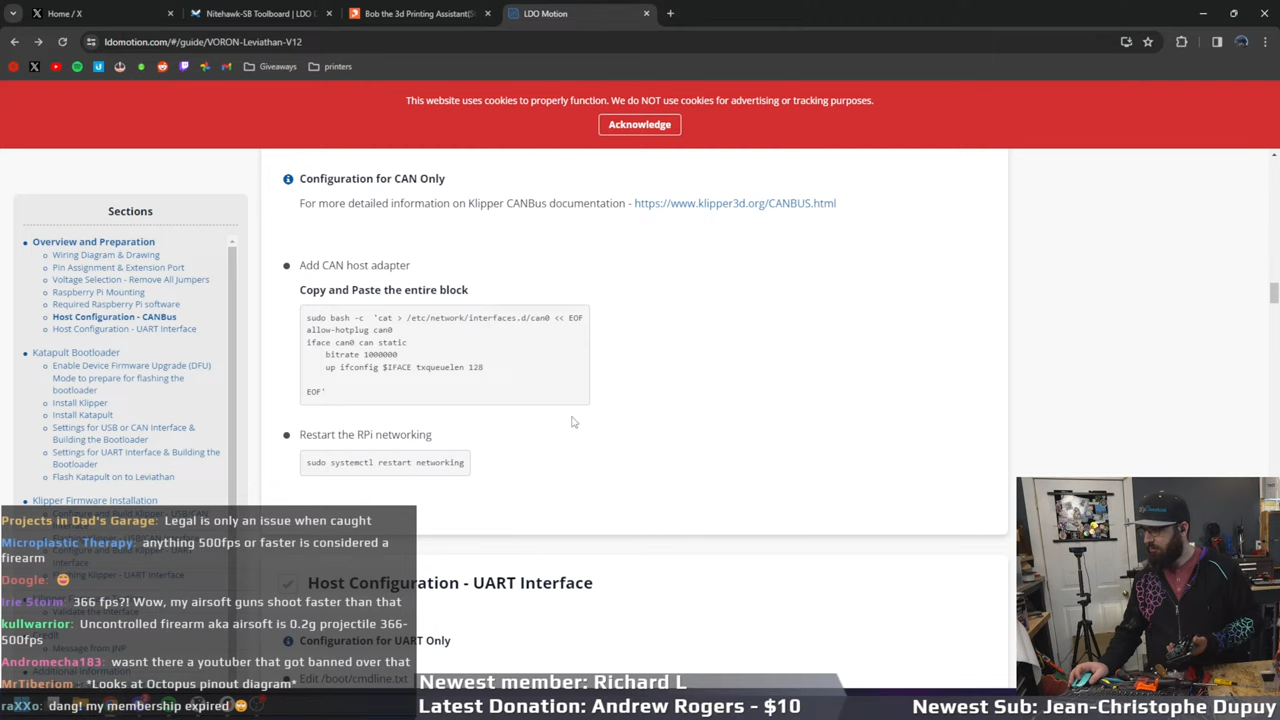 Home / X
Nitehawk-SB Toolboard | LDO D
Bob the 3d Printing Assistant(S
LDO Motion
ldomotion.com/#/guide/VORON-Leviathan-V12
Giveaways
printers
This website uses cookies to properly function. We do NOT use cookies for advertising or tracking purposes.
Acknowledge
Sections
Overview and Preparation
Wiring Diagram & Drawing
Pin Assignment & Extension Port
Voltage Selection - Remove All Jumpers
Raspberry Pi Mounting
Required Raspberry Pi software
Host Configuration - CANBus
Host Configuration - UART Interface
Katapult Bootloader
Enable Device Firmware Upgrade (DFU)
Mode to prepare for flashing the
bootloader
Install Klipper
Install Katapult
Settings for USB or CAN Interface &
Building the Bootloader
Settings for UART Interface & Building the
Bootloader
Flash Katapult on to Leviathan
Klipper Firmware Installation
Configuration for CAN Only
For more detailed information on Klipper CANBus documentation - https://www.klipper3d.org/CANBUS.html
Add CAN host adapter
Copy and Paste the entire block
sudo bash -c 'cat > /etc/network/interfaces.d/can0 << EOF
allow-hotplug can0
iface can0 can static
bitrate 1000000
up ifconfig $IFACE txqueuelen 128
EOF'
Restart the RPi networking
sudo systemctl restart networking
Host Configuration - UART Interface
Configuration for UART Only
Edit /boot/cmdline.txt
Projects in Dad's Garage: Legal is only an issue when caught
Microplastic Therapy: anything 500fps or faster is considered a
firearm
Doogle:
Irie Storm: 366 fps?! Wow, my airsoft guns shoot faster than that
kullwarrior: Uncontrolled firearm aka airsoft is 0.2g projectile 366-
500fps
Andromecha183: wasnt there a youtuber that got banned over that
MrTiberiom: *Looks at Octopus pinout diagram*
raXXo: dang! my membership expired
Newest member: Richard L
Latest Donation: Andrew Rogers - $10
Newest Sub: Jean-Christophe Dupuy